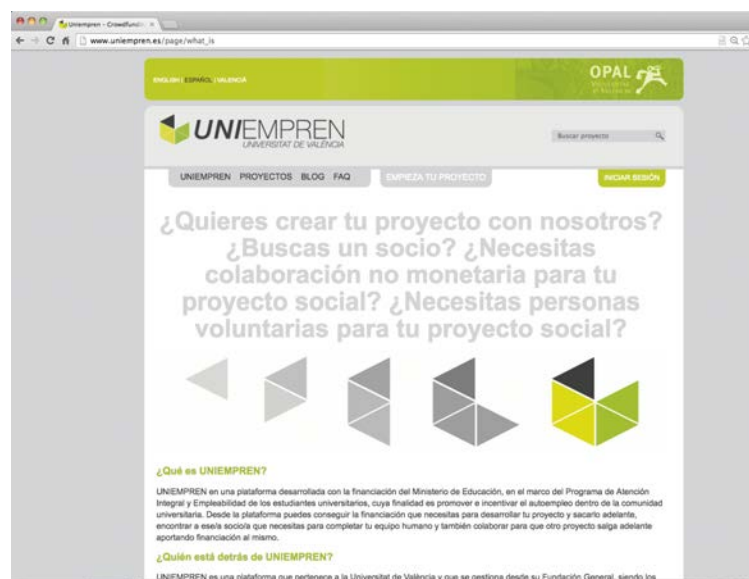 Uniempren - Crowdfundi
www.uniempren.es/page/what_is
ENGLISH | ESPAÑOL | VALENCIÀ
OPAL
UNIEMPREN
UNIVERSITAT DE VALÈNCIA
Buscar proyecto
UNIEMPREN PROYECTOS BLOG FAQ EMPIEZA TU PROYECTO INICIAR SESIÓN
¿Quieres crear tu proyecto con nosotros?
¿Buscas un socio? ¿Necesitas
colaboración no monetaria para tu
proyecto social? ¿Necesitas personas
voluntarias para tu proyecto social?
¿Qué es UNIEMPREN?
UNIEMPREN en una plataforma desarrollada con la financiación del Ministerio de Educación, en el marco del Programa de Atención
Integral y Empleabilidad de los estudiantes universitarios, cuya finalidad es promover e incentivar el autoempleo dentro de la comunidad
universitaria. Desde la plataforma puedes conseguir la financiación que necesitas para desarrollar tu proyecto y sacarlo adelante,
encontrar a ese/a socio/a que necesitas para completar tu equipo humano y también colaborar para que otro proyecto salga adelante
aportando financiación al mismo.
¿Quién está detrás de UNIEMPREN?
UNIEMPREN es una plataforma que pertenece a la Universitat de València y que se gestiona desde su Fundación General, siendo los